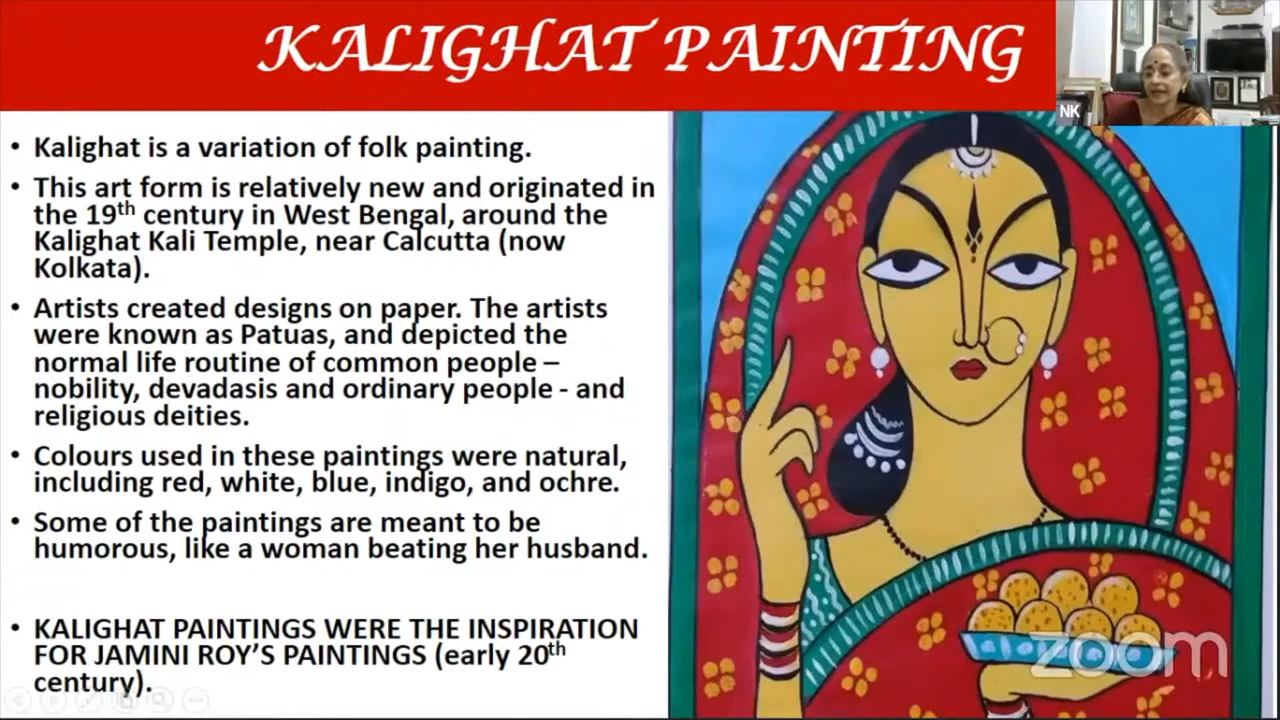 KALIGHAT PAINTING
NK
• Kalighat is a variation of folk painting.
• This art form is relatively new and originated in
the 19th century in West Bengal, around the
Kalighat Kali Temple, near Calcutta (now
Kolkata).
• Artists created designs on paper. The artists
were known as Patuas, and depicted the
normal life routine of common people –
nobility, devadasis and ordinary people - and
religious deities.
• Colours used in these paintings were natural,
including red, white, blue, indigo, and ochre.
• Some of the paintings are meant to be
humorous, like a woman beating her husband.
• KALIGHAT PAINTINGS WERE THE INSPIRATION
FOR JAMINI ROY’S PAINTINGS (early 20th
century).
zoom